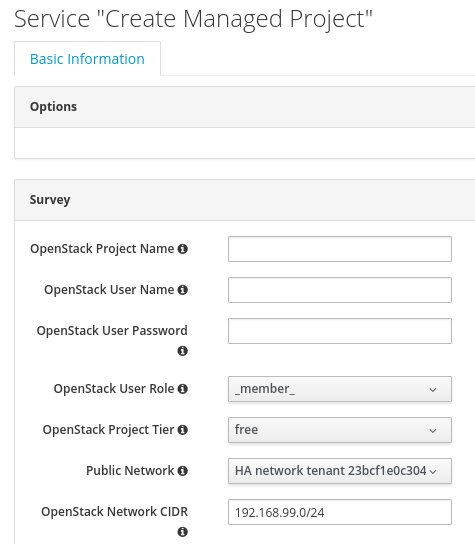 Service "Create Managed Project"
Basic Information
Options
Survey
OpenStack Project Name
OpenStack User Name
OpenStack User Password
OpenStack User Role
_member_
OpenStack Project Tier
free
Public Network
HA network tenant 23bcf1e0c304
OpenStack Network CIDR
192.168.99.0/24